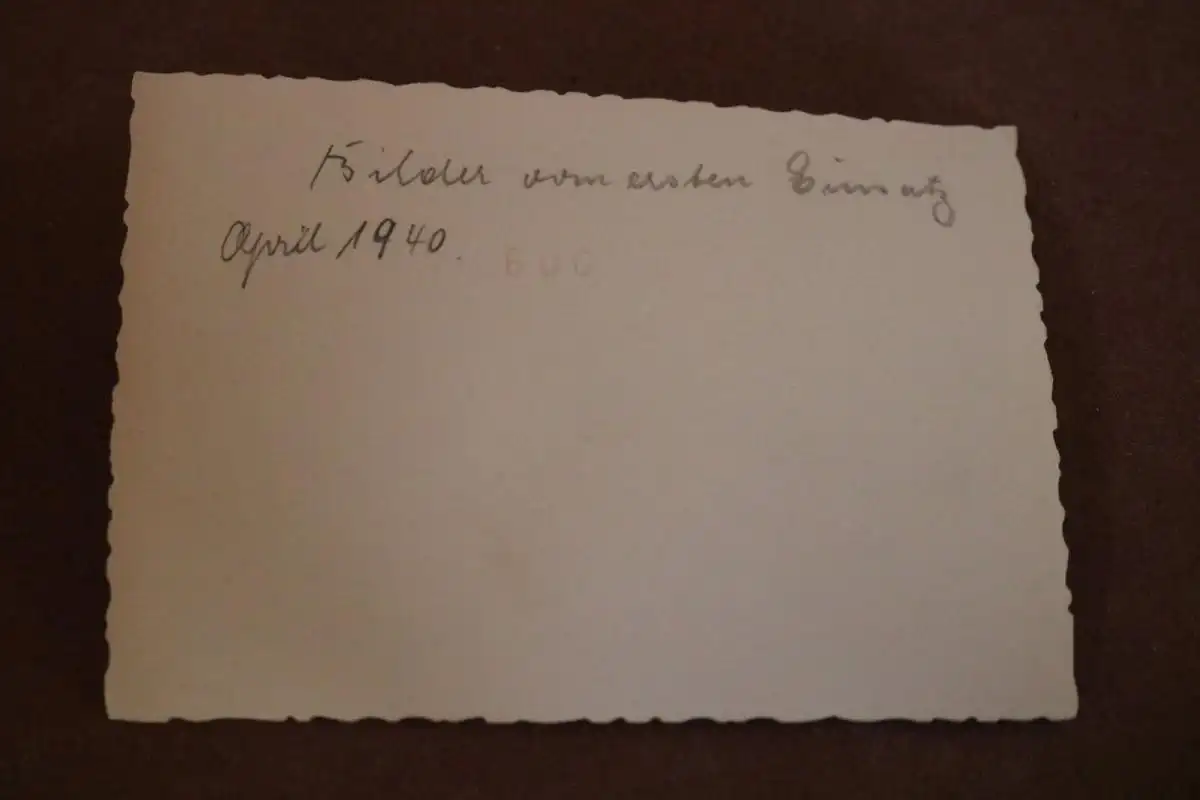 Bilder vom ersten Einsatz
April 1940.